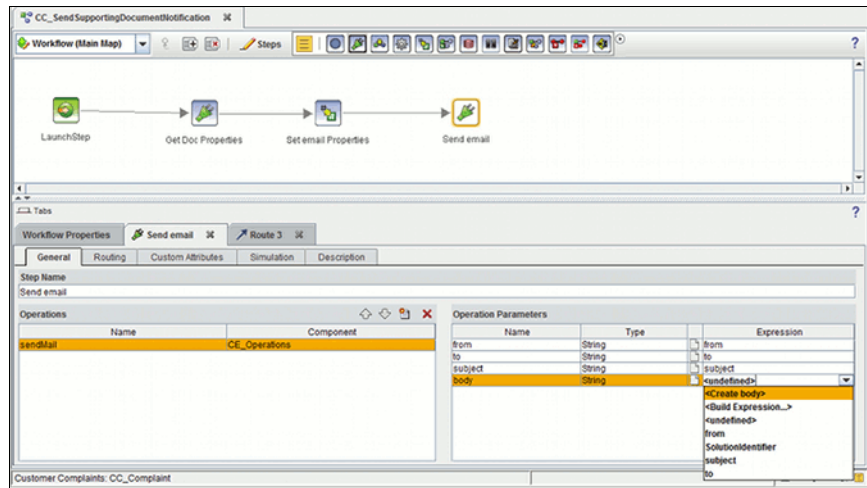 CC_SendSupportingDocumentNotification
Workflow (Main Map) Steps ?
LaunchStep Get Doc Properties Set email Properties Send email
Tabs ?
Workflow Properties Send email Route 3
General Routing Custom Attributes Simulation Description
Step Name
Send email
Operations Operation Parameters
Name Component Name Type Expression
sendMail CE_Operations from String from
to String to
subject String subject
body String <undefined>
<Create body>
<Build Expression...>
<undefined>
from
SolutionIdentifier
subject
to
Customer Complaints: CC_Complaint